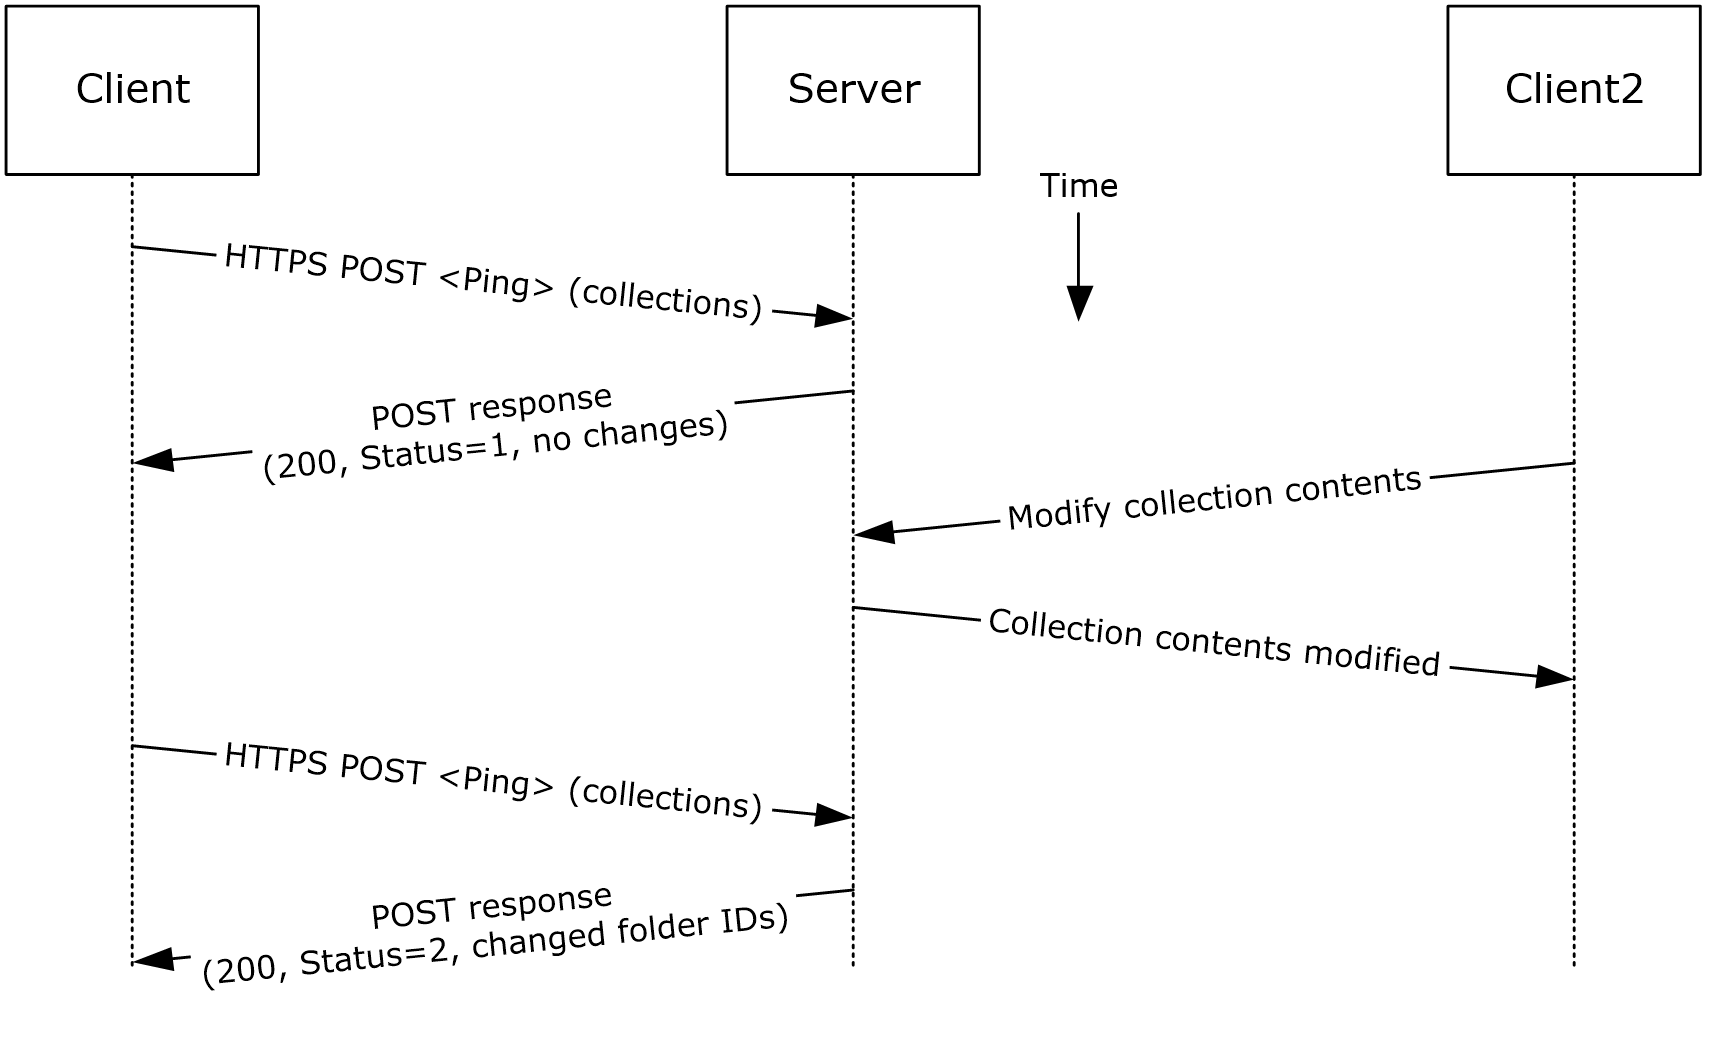 Client
Server
Client2
Time
HTTPS POST <Ping> (collections)
POST response
(200, Status=1, no changes)
Modify collection contents
Collection contents modified
HTTPS POST <Ping> (collections)
POST response
(200, Status=2, changed folder IDs)